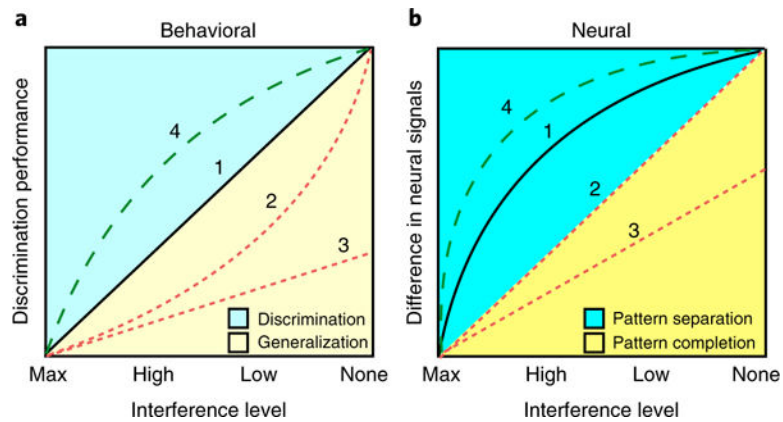 a
Behavioral
Discrimination performance
4
1
2
3
Discrimination
Generalization
Max High Low None
Interference level
b
Neural
Difference in neural signals
4
1
2
3
Pattern separation
Pattern completion
Max High Low None
Interference level